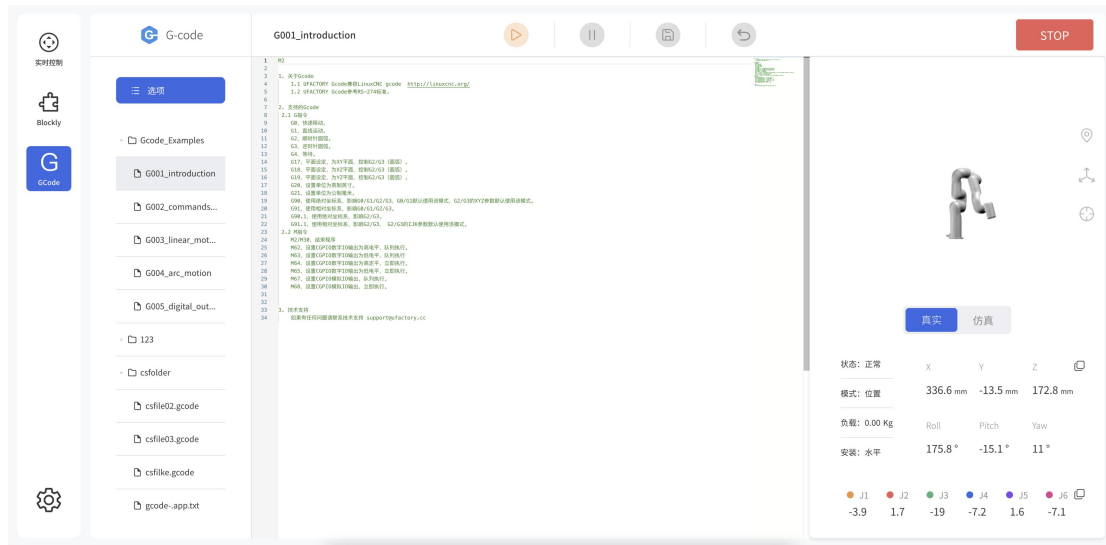 实时控制
Blockly
G
GCode
G-code
选项
Gcode_Examples
G001_introduction
G002_commands...
G003_linear_mot...
G004_arc_motion
G005_digital_out...
123
csfolder
csfile02.gcode
csfile03.gcode
csfilke.gcode
gcode-.app.txt
G001_introduction
STOP
1 M2
2
3 1. 关于Gcode
4 1.1 UFACTORY Gcode兼容LinuxCNC gcode http://linuxcnc.org/
5 1.2 UFACTORY Gcode参考RS-274标准。
6
7 2. 支持的Gcode
8 2.1 G指令
9 G0, 快速移动。
10 G1, 直线运动。
11 G2, 顺时针圆弧。
12 G3, 逆时针圆弧。
13 G4, 等待。
14 G17, 平面设定, 为XY平面, 控制G2/G3 (圆弧) 。
15 G18, 平面设定, 为XZ平面, 控制G2/G3 (圆弧) 。
16 G19, 平面设定, 为YZ平面, 控制G2/G3 (圆弧) 。
17 G20, 设置单位为英制英寸。
18 G21, 设置单位为公制毫米。
19 G90, 使用绝对坐标系, 影响G0/G1/G2/G3, G0/G1默认使用该模式, G2/G3的XYZ参数默认使用该模式。
20 G91, 使用相对坐标系, 影响G0/G1/G2/G3。
21 G90.1, 使用绝对坐标系, 影响G2/G3。
22 G91.1, 使用相对坐标系, 影响G2/G3, G2/G3的IJK参数默认使用该模式。
23 2.2 M指令
24 M2/M30, 结束程序
25 M62, 设置CGPIO数字IO输出为高电平, 队列执行。
26 M63, 设置CGPIO数字IO输出为低电平, 队列执行
27 M64, 设置CGPIO数字IO输出为高电平, 立即执行。
28 M65, 设置CGPIO数字IO输出为低电平, 立即执行。
29 M67, 设置CGPIO模拟IO输出, 队列执行。
30 M68, 设置CGPIO模拟IO输出, 立即执行。
31
32
33 3. 技术支持
34 如果有任何问题请联系技术支持 support@ufactory.cc
真实 仿真
状态：正常
模式：位置
负载：0.00 Kg
安装：水平
X Y Z
336.6 mm -13.5 mm 172.8 mm
Roll Pitch Yaw
175.8 ° -15.1 ° 11 °
J1 J2 J3 J4 J5 J6
-3.9 1.7 -19 -7.2 1.6 -7.1